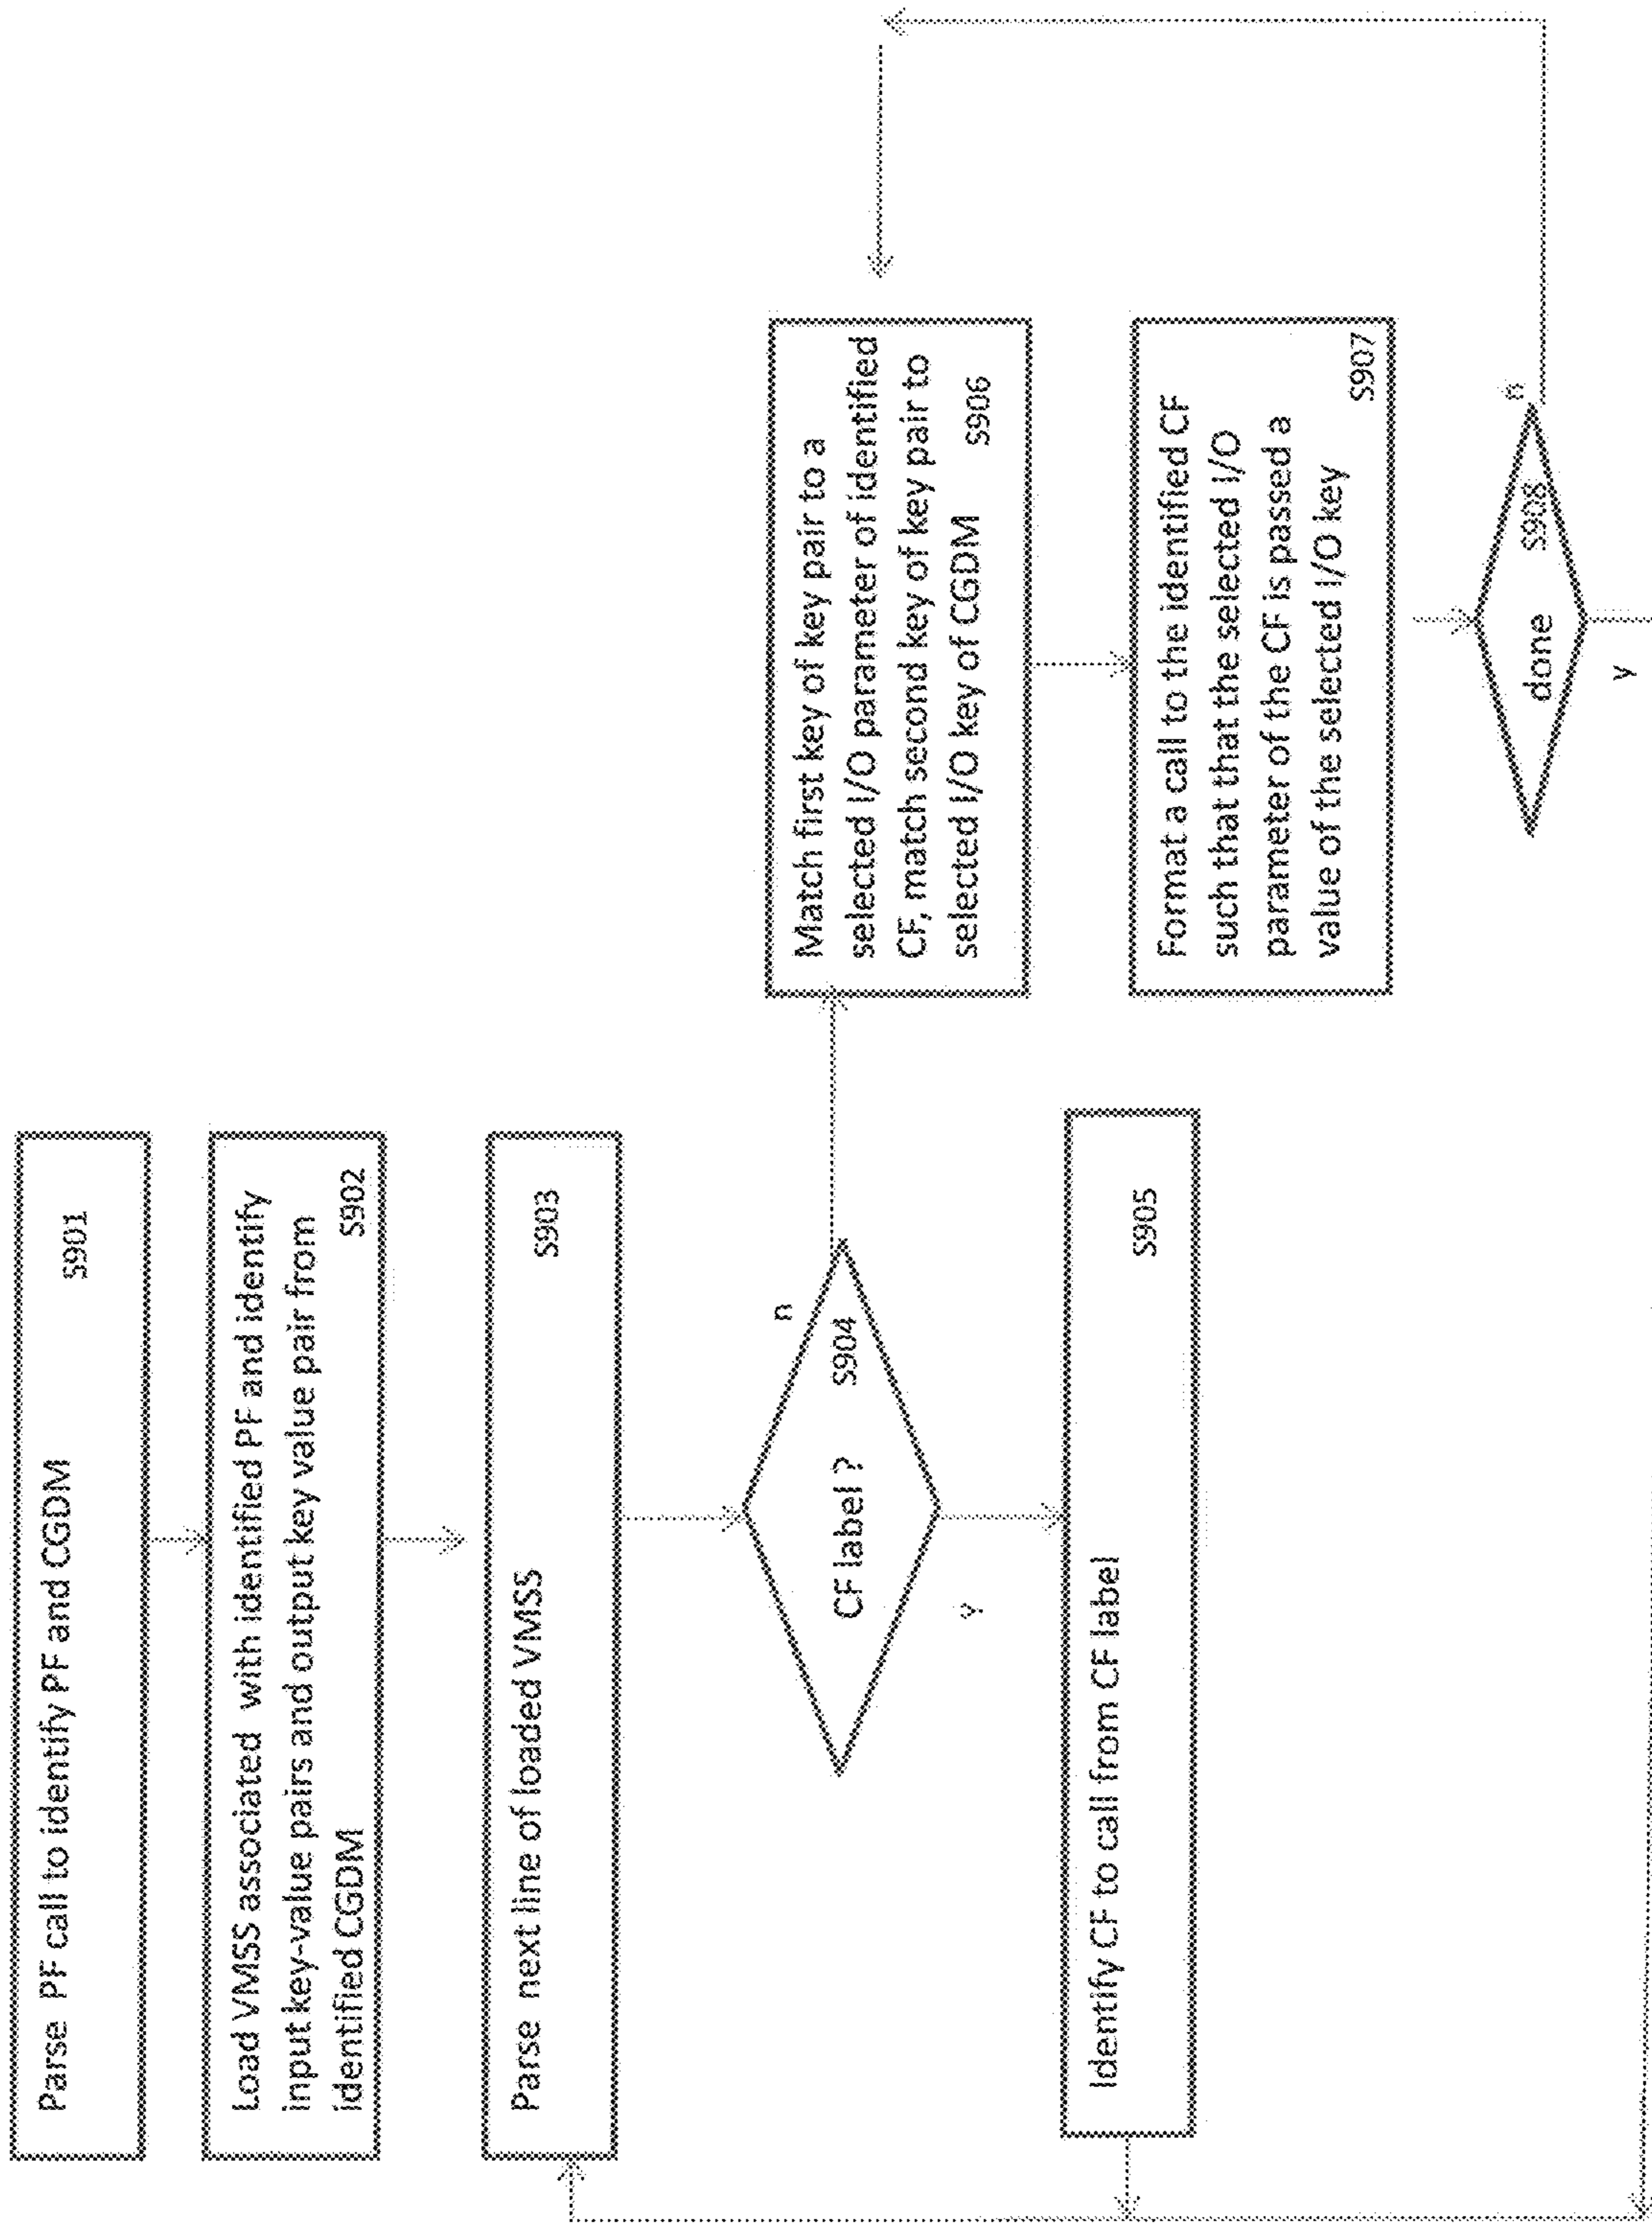 Parse PF call to identify PF and CGDM
S901
Load VMSS associated with identified PF and identify
input key-value pairs and output key value pair from
identified CGDM
S902
Parse next line of loaded VMSS
S903
CF label ?
S904
n
y
Identify CF to call from CF label
S905
Match first key of key pair to a
selected I/O parameter of identified
CF, match second key of key pair to
selected I/O key of CGDM S906
Format a call to the identified CF
such that that the selected I/O
parameter of the CF is passed a
value of the selected I/O key
S907
done S908
n
y